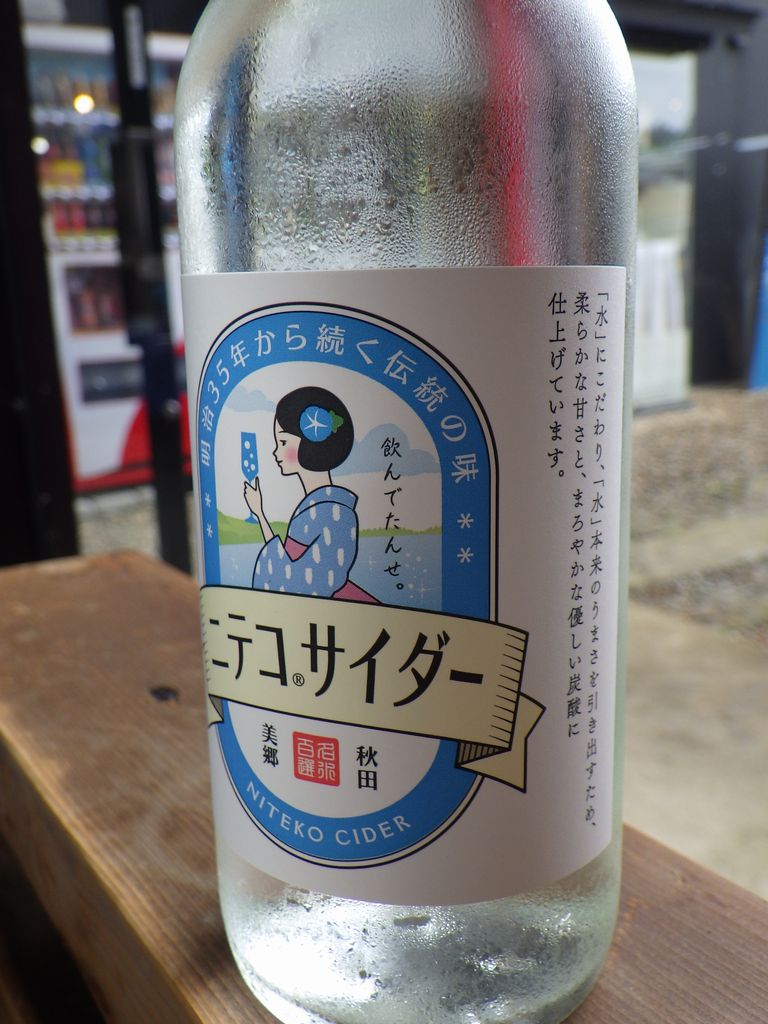 「水」にこだわり、「水」本来のうまさを引き出すため、
柔らかな甘さと、まろやかな優しい炭酸に
仕上げています。
** 明治35年から続く伝統の味 **
飲んでたんせ。
ニテコ®サイダー
秋田
名水
百選
美郷
NITEKO CIDER